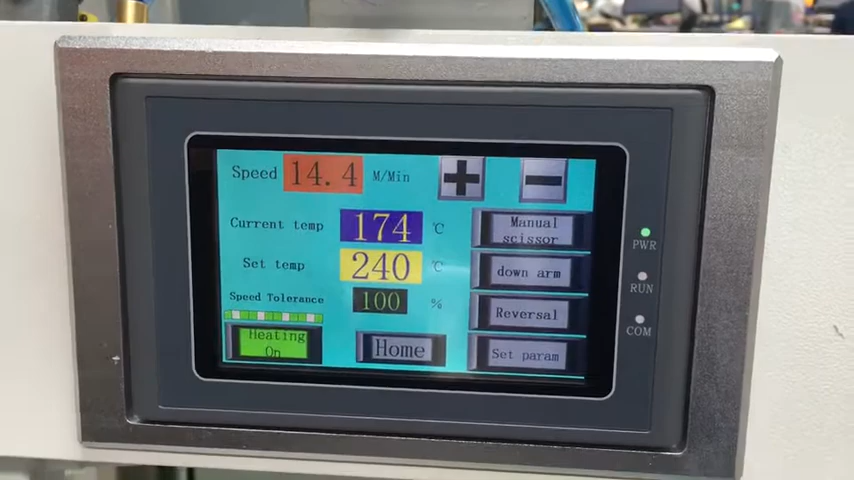 Speed 14.4 M/Min + −
Current temp 174 ℃
Manual scissor
Set temp 240 ℃
down arm
Speed Tolerance 100 %
Reversal
Heating On
Home
Set param
PWR
RUN
COM